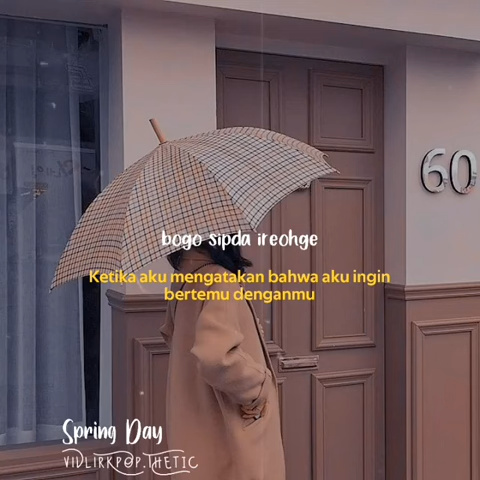 60
bogo sipda ireohge
Ketika aku mengatakan bahwa aku ingin
bertemu denganmu
Spring Day
VIDLIRKPOP.THETIC